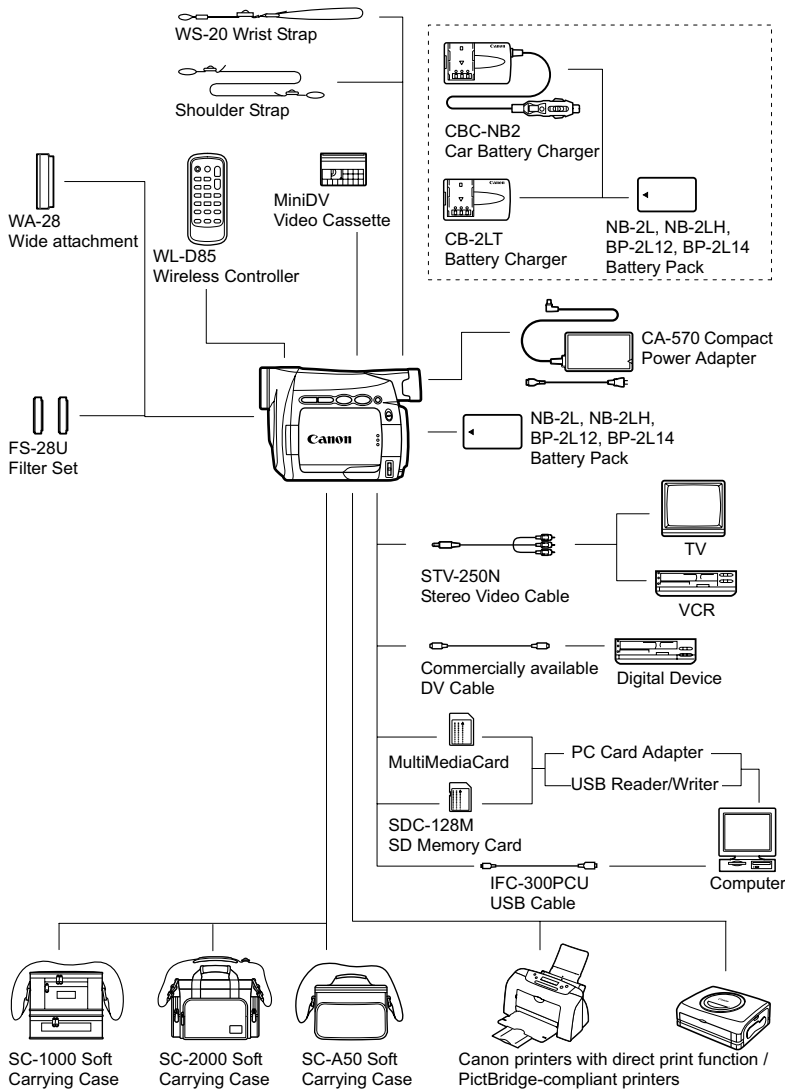 WS-20 Wrist Strap
Shoulder Strap
Canon
CBC-NB2
Car Battery Charger
Canon
CB-2LT
Battery Charger
NB-2L, NB-2LH,
BP-2L12, BP-2L14
Battery Pack
WA-28
Wide attachment
WL-D85
Wireless Controller
MiniDV
Video Cassette
CA-570 Compact
Power Adapter
FS-28U
Filter Set
Canon
NB-2L, NB-2LH,
BP-2L12, BP-2L14
Battery Pack
STV-250N
Stereo Video Cable
TV
VCR
Commercially available
DV Cable
Digital Device
MultiMediaCard
PC Card Adapter
USB Reader/Writer
SDC-128M
SD Memory Card
IFC-300PCU
USB Cable
Computer
SC-1000 Soft
Carrying Case
SC-2000 Soft
Carrying Case
SC-A50 Soft
Carrying Case
Canon printers with direct print function /
PictBridge-compliant printers